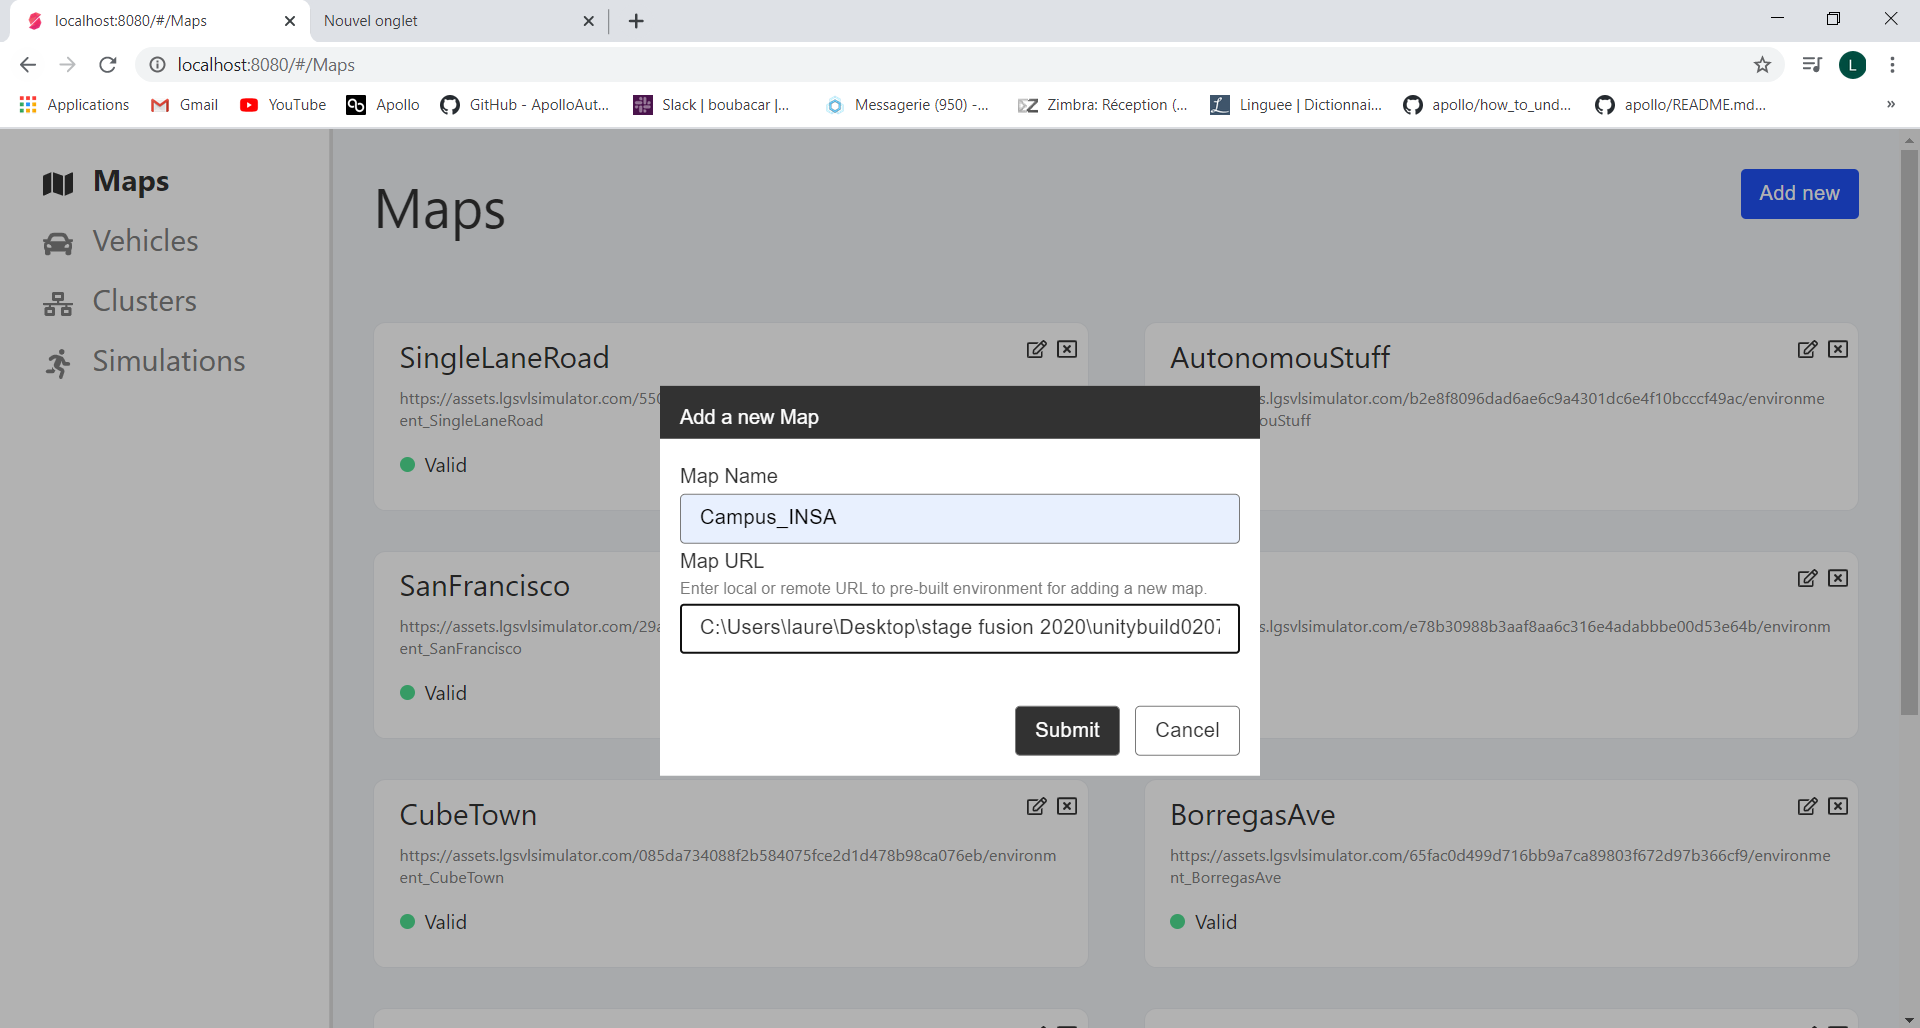 localhost:8080/#/Maps
Nouvel onglet
localhost:8080/#/Maps
L
Applications
Gmail
YouTube
Apollo
GitHub - ApolloAut...
Slack | boubacar |...
Messagerie (950) -...
Zimbra: Réception (...
Linguee | Dictionnai...
apollo/how_to_und...
apollo/README.md...
»
Maps
Vehicles
Clusters
Simulations
Maps
Add new
SingleLaneRoad
https://assets.lgsvlsimulator.com/550
ent_SingleLaneRoad
Valid
AutonomouStuff
s.lgsvlsimulator.com/b2e8f8096dad6ae6c9a4301dc6e4f10bcccf49ac/environme
ouStuff
Add a new Map
Map Name
Campus_INSA
Map URL
Enter local or remote URL to pre-built environment for adding a new map.
C:\Users\laure\Desktop\stage fusion 2020\unitybuild0207
Submit
Cancel
SanFrancisco
https://assets.lgsvlsimulator.com/29a
ent_SanFrancisco
Valid
s.lgsvlsimulator.com/e78b30988b3aaf8aa6c316e4adabbbe00d53e64b/environm
CubeTown
https://assets.lgsvlsimulator.com/085da734088f2b584075fce2d1d478b98ca076eb/environm
ent_CubeTown
Valid
BorregasAve
https://assets.lgsvlsimulator.com/65fac0d499d716bb9a7ca89803f672d97b366cf9/environme
nt_BorregasAve
Valid